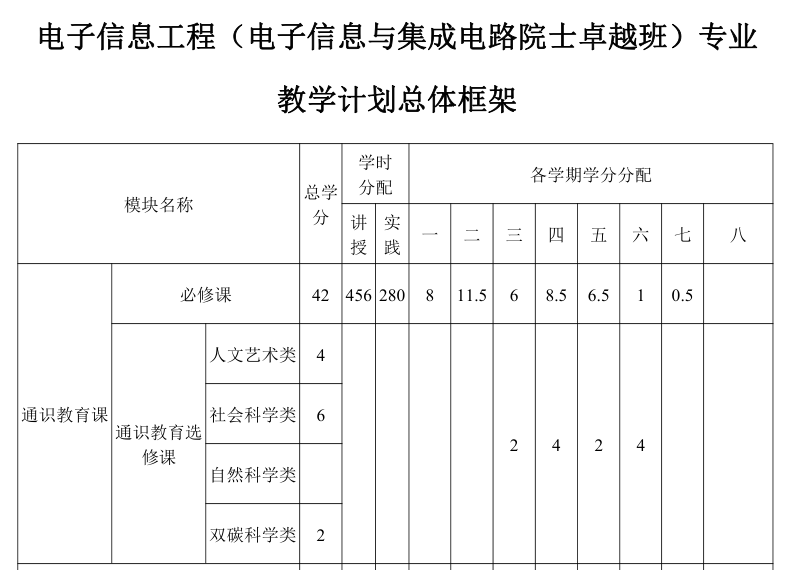 电子信息工程（电子信息与集成电路院士卓越班）专业
教学计划总体框架
模块名称 总学分 学时分配 各学期学分分配
讲授 实践 一 二 三 四 五 六 七 八
通识教育课 必修课 42 456 280 8 11.5 6 8.5 6.5 1 0.5
通识教育选修课 人文艺术类 4 2 4 2 4
社会科学类 6
自然科学类
双碳科学类 2